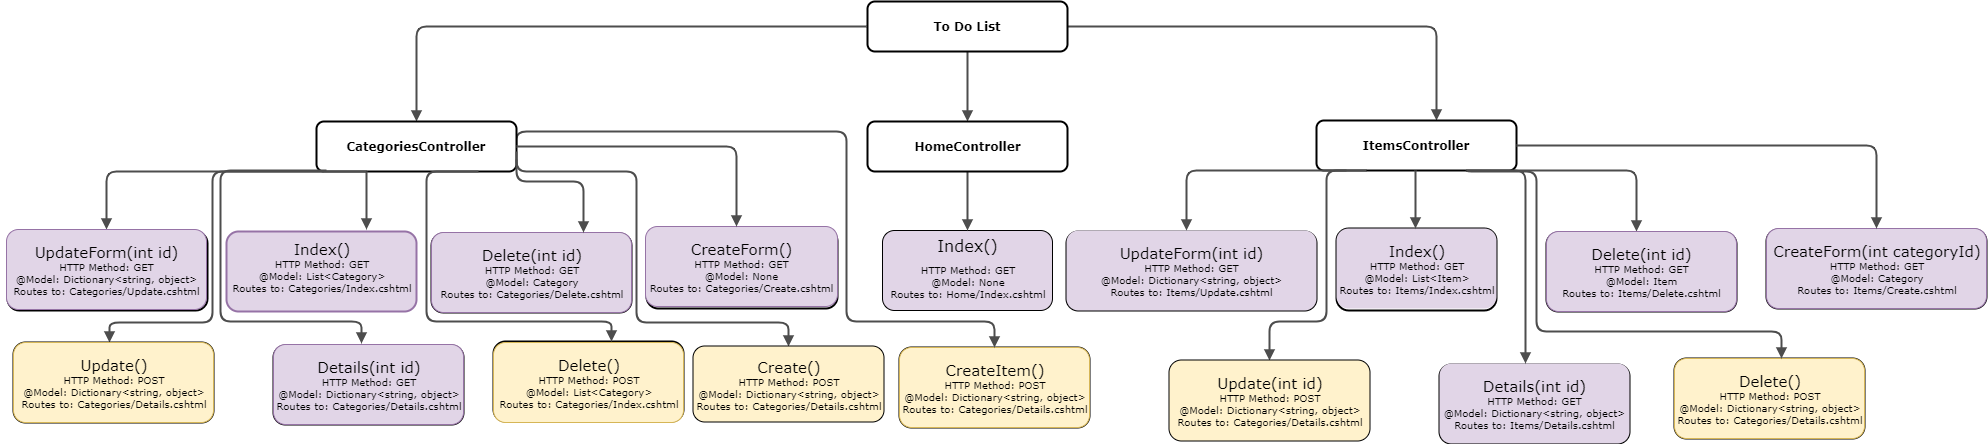 To Do List
CategoriesController
HomeController
ItemsController
UpdateForm(int id)
HTTP Method: GET
@Model: Dictionary<string, object>
Routes to: Categories/Update.cshtml
Index()
HTTP Method: GET
@Model: List<Category>
Routes to: Categories/Index.cshtml
Delete(int id)
HTTP Method: GET
@Model: Category
Routes to: Categories/Delete.cshtml
CreateForm()
HTTP Method: GET
@Model: None
Routes to: Categories/Create.cshtml
Index()
HTTP Method: GET
@Model: None
Routes to: Home/Index.cshtml
UpdateForm(int id)
HTTP Method: GET
@Model: Dictionary<string, object>
Routes to: Items/Update.cshtml
Index()
HTTP Method: GET
@Model: List<Item>
Routes to: Items/Index.cshtml
Delete(int id)
HTTP Method: GET
@Model: Item
Routes to: Items/Delete.cshtml
CreateForm(int categoryId)
HTTP Method: GET
@Model: Category
Routes to: Items/Create.cshtml
Update()
HTTP Method: POST
@Model: Dictionary<string, object>
Routes to: Categories/Details.cshtml
Details(int id)
HTTP Method: GET
@Model: Dictionary<string, object>
Routes to: Categories/Details.cshtml
Delete()
HTTP Method: POST
@Model: List<Category>
Routes to: Categories/Index.cshtml
Create()
HTTP Method: POST
@Model: Dictionary<string, object>
Routes to: Categories/Details.cshtml
CreateItem()
HTTP Method: POST
@Model: Dictionary<string, object>
Routes to: Categories/Details.cshtml
Update(int id)
HTTP Method: POST
@Model: Dictionary<string, object>
Routes to: Categories/Details.cshtml
Details(int id)
HTTP Method: GET
@Model: Dictionary<string, object>
Routes to: Items/Details.cshtml
Delete()
HTTP Method: POST
@Model: Dictionary<string, object>
Routes to: Categories/Details.cshtml